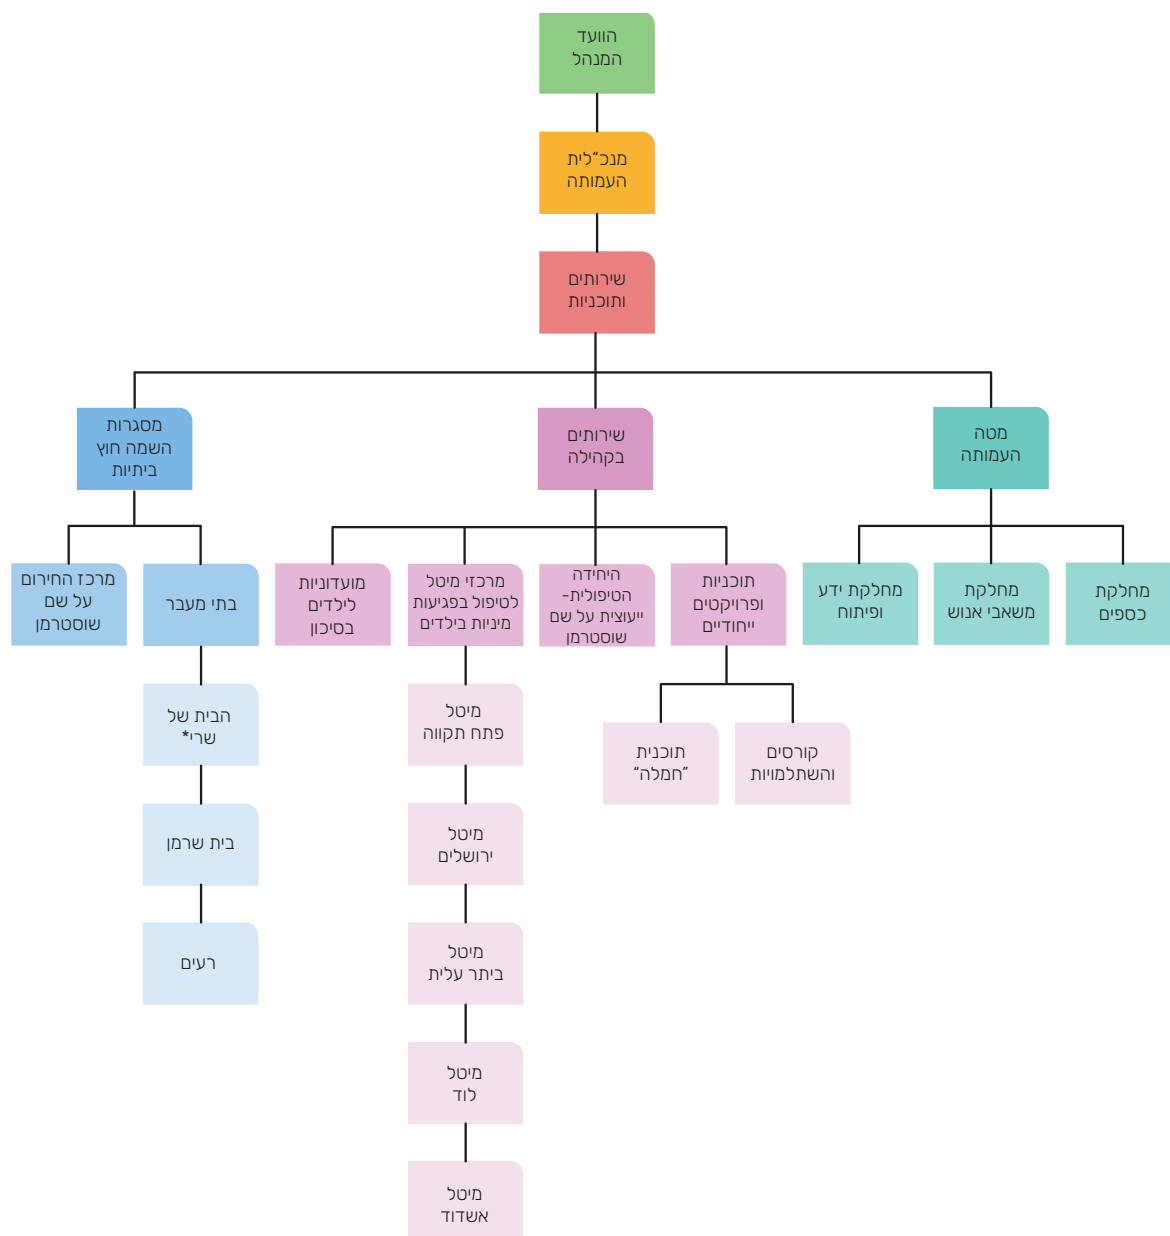 הוועד
המנהל
מנכ"לית
העמותה
שירותים
ותוכניות
מטה
העמותה
שירותים
בקהילה
מסגרות
השמה חוץ
ביתיות
מחלקת
כספים
מחלקת
משאבי אנוש
מחלקת ידע
ופיתוח
תוכניות
ופרויקטים
ייחודיים
היחידה
הטיפולית-
ייעוצית על שם
שוסטרמן
מרכזי מיטל
לטיפול בפגיעות
מיניות בילדים
מועדוניות
לילדים
בסיכון
בתי מעבר
מרכז החירום
על שם
שוסטרמן
קורסים
והשתלמויות
תוכנית
"חמלה"
מיטל
פתח תקווה
מיטל
ירושלים
מיטל
ביתר עלית
מיטל
לוד
מיטל
אשדוד
הבית של
שרי*
בית שרמן
רעים